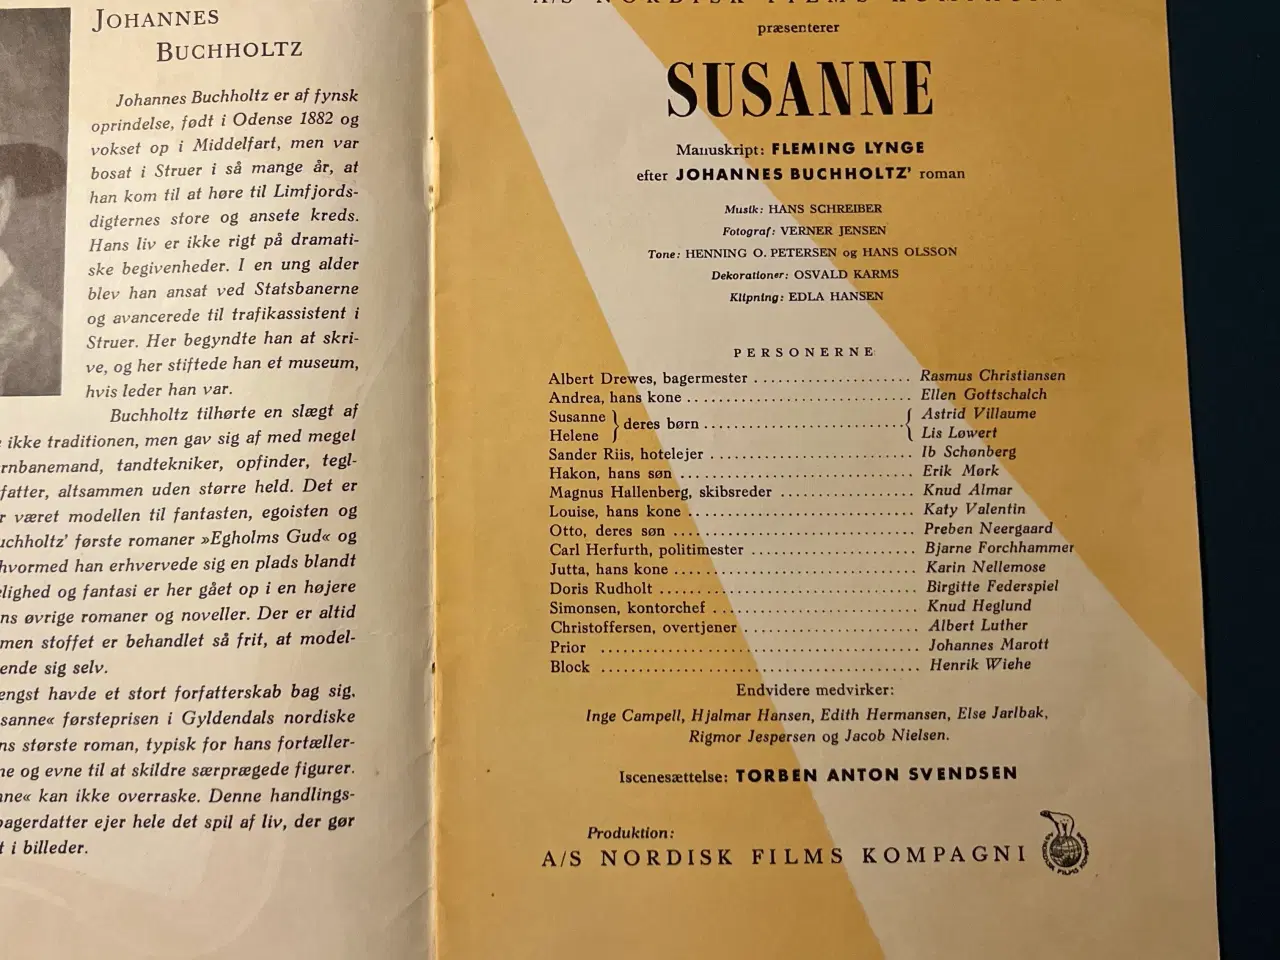 JOHANNES
BUCHHOLTZ
Johannes Buchholtz er af fynsk
oprindelse, født i Odense 1882 og
vokset op i Middelfart, men var
bosat i Struer i så mange år, at
han kom til at høre til Limfjords-
digternes store og ansete kreds.
Hans liv er ikke rigt på dramati-
ske begivenheder. I en ung alder
blev han ansat ved Statsbanerne
og avancerede til trafikassistent i
Struer. Her begyndte han at skri-
ve, og her stiftede han et museum,
hvis leder han var.
Buchholtz tilhørte en slægt af
ikke traditionen, men gav sig af med megel
rnbanemand, tandtekniker, opfinder, tegl-
fatter, altsammen uden større held. Det er
r været modellen til fantasten, egoisten og
uchholtz' første romaner »Egholms Gud« og
hvormed han erhvervede sig en plads blandt
lighed og fantasi er her gået op i en højere
ns øvrige romaner og noveller. Der er altid
men stoffet er behandlet så frit, at model-
ende sig selv.
engst havde et stort forfatterskab bag sig,
sanne« førsteprisen i Gyldendals nordiske
ns største roman, typisk for hans fortæller-
ne og evne til at skildre særprægede figurer.
nne« kan ikke overraske. Denne handlings-
bagerdatter ejer hele det spil af liv, der gør
t i billeder.
A/S NORDISK FILMS KOMPAGNI
præsenterer
SUSANNE
Manuskript: FLEMING LYNGE
efter JOHANNES BUCHHOLTZ' roman
Musik: HANS SCHREIBER
Fotograf: VERNER JENSEN
Tone: HENNING O. PETERSEN og HANS OLSSON
Dekorationer: OSVALD KARMS
Klipning: EDLA HANSEN
PERSONERNE
Albert Drewes, bagermester ..................... Rasmus Christiansen
Andrea, hans kone .............................. Ellen Gottschalch
Susanne } deres børn ........................ { Astrid Villaume
Helene Lis Løwert
Sander Riis, hotelejer ........................... Ib Schønberg
Hakon, hans søn ................................ Erik Mørk
Magnus Hallenberg, skibsreder .................. Knud Almar
Louise, hans kone .............................. Katy Valentin
Otto, deres søn ................................ Preben Neergaard
Carl Herfurth, politimester ..................... Bjarne Forchhammer
Jutta, hans kone ................................ Karin Nellemose
Doris Rudholt .................................. Birgitte Federspiel
Simonsen, kontorchef ........................... Knud Heglund
Christoffersen, overtjener ....................... Albert Luther
Prior .......................................... Johannes Marott
Block .......................................... Henrik Wiehe
Endvidere medvirker:
Inge Campell, Hjalmar Hansen, Edith Hermansen, Else Jarlbak,
Rigmor Jespersen og Jacob Nielsen.
Iscenesættelse: TORBEN ANTON SVENDSEN
Produktion:
A/S NORDISK FILMS KOMPAGNI